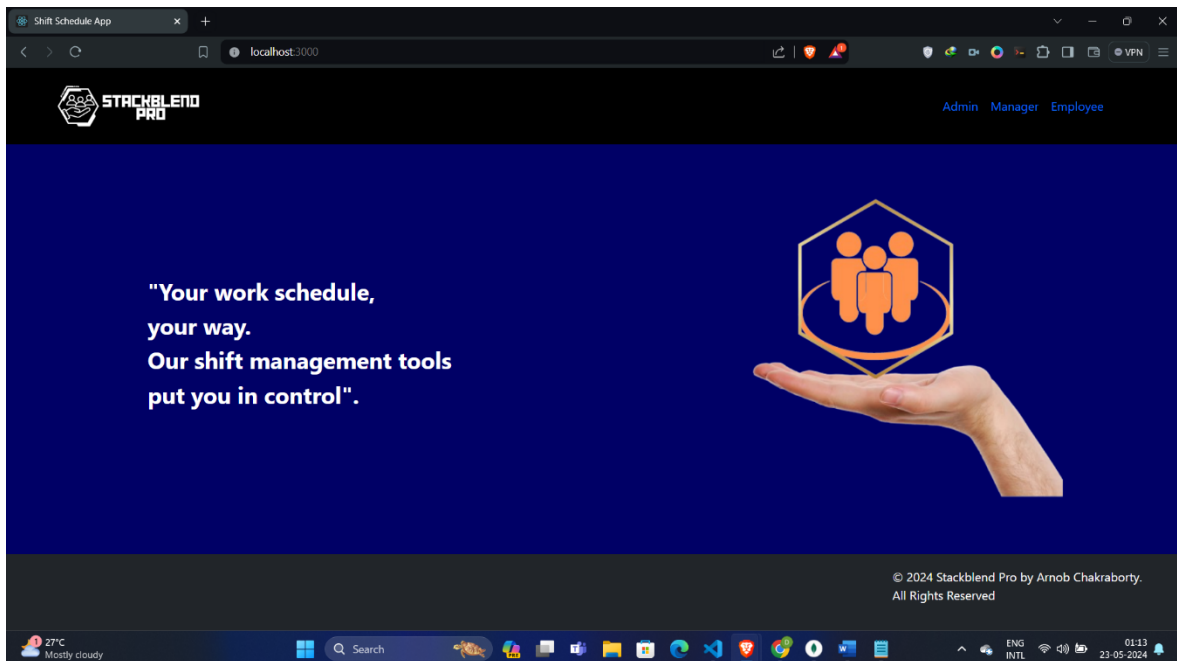 Shift Schedule App
localhost:3000
VPN
STACKBLEND
PRO
Admin Manager Employee
"Your work schedule,
your way.
Our shift management tools
put you in control".
© 2024 Stackblend Pro by Arnob Chakraborty.
All Rights Reserved
1
27°C
Mostly cloudy
Search
PRE
ENG
INTL
01:13
23-05-2024